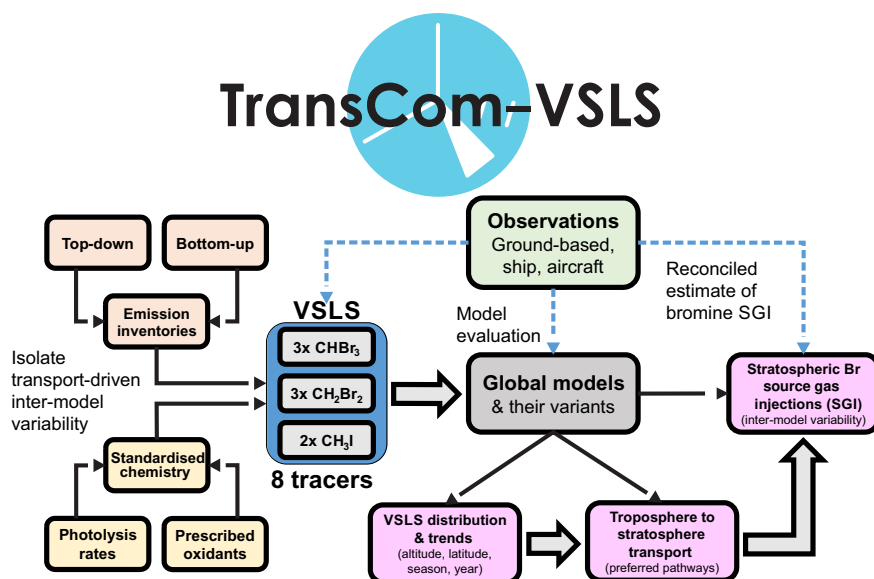 TransCom–VSLS
Top-down
Bottom-up
Emission
inventories
Isolate
transport-driven
inter-model
variability
Standardised
chemistry
Photolysis
rates
Prescribed
oxidants
VSLS
3x CHBr₃
3x CH₂Br₂
2x CH₃I
8 tracers
Observations
Ground-based,
ship, aircraft
Model
evaluation
Reconciled
estimate of
bromine SGI
Global models
& their variants
Stratospheric Br
source gas
injections (SGI)
(inter-model variability)
VSLS distribution
& trends
(altitude, latitude,
season, year)
Troposphere to
stratosphere
transport
(preferred pathways)